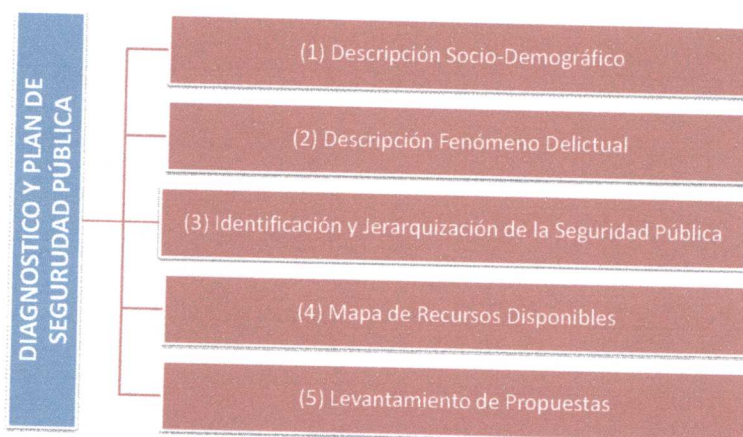 DIAGNOSTICO Y PLAN DE
SEGURUDAD PÚBLICA
(1) Descripción Socio-Demográfico
(2) Descripción Fenómeno Delictual
(3) Identificación y Jerarquización de la Seguridad Pública
(4) Mapa de Recursos Disponibles
(5) Levantamiento de Propuestas